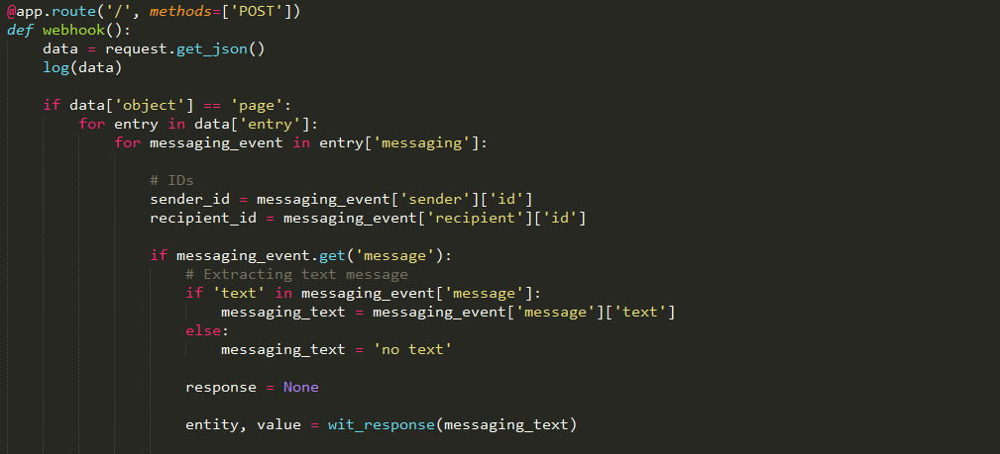 @app.route('/', methods=['POST'])
def webhook():
    data = request.get_json()
    log(data)

    if data['object'] == 'page':
        for entry in data['entry']:
            for messaging_event in entry['messaging']:

                # IDs
                sender_id = messaging_event['sender']['id']
                recipient_id = messaging_event['recipient']['id']

                if messaging_event.get('message'):
                    # Extracting text message
                    if 'text' in messaging_event['message']:
                        messaging_text = messaging_event['message']['text']
                    else:
                        messaging_text = 'no text'

                    response = None

                    entity, value = wit_response(messaging_text)